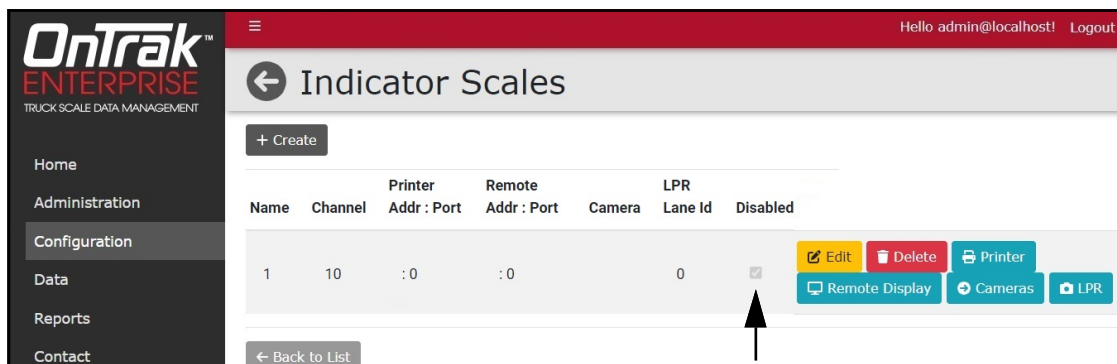 OnTrak™
ENTERPRISE
TRUCK SCALE DATA MANAGEMENT
Home
Administration
Configuration
Data
Reports
Contact
Hello admin@localhost! Logout
Indicator Scales
+ Create
Name Channel Printer Addr : Port Remote Addr : Port Camera LPR Lane Id Disabled
1 10 : 0 : 0 0
Edit Delete Printer
Remote Display Cameras LPR
← Back to List